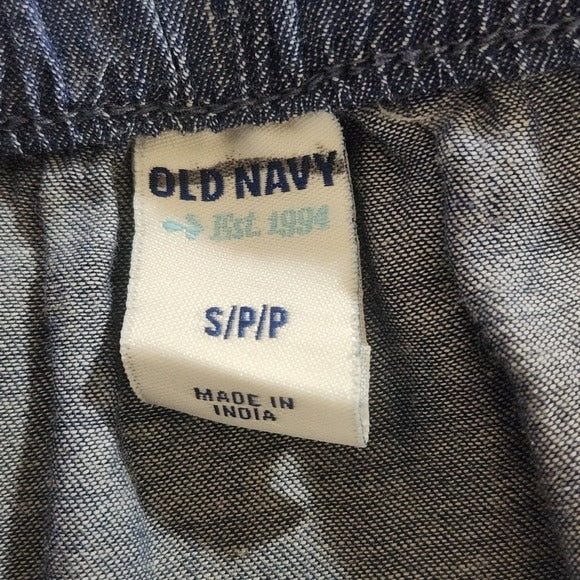 OLD NAVY
Est. 1994
S/P/P
MADE IN
INDIA